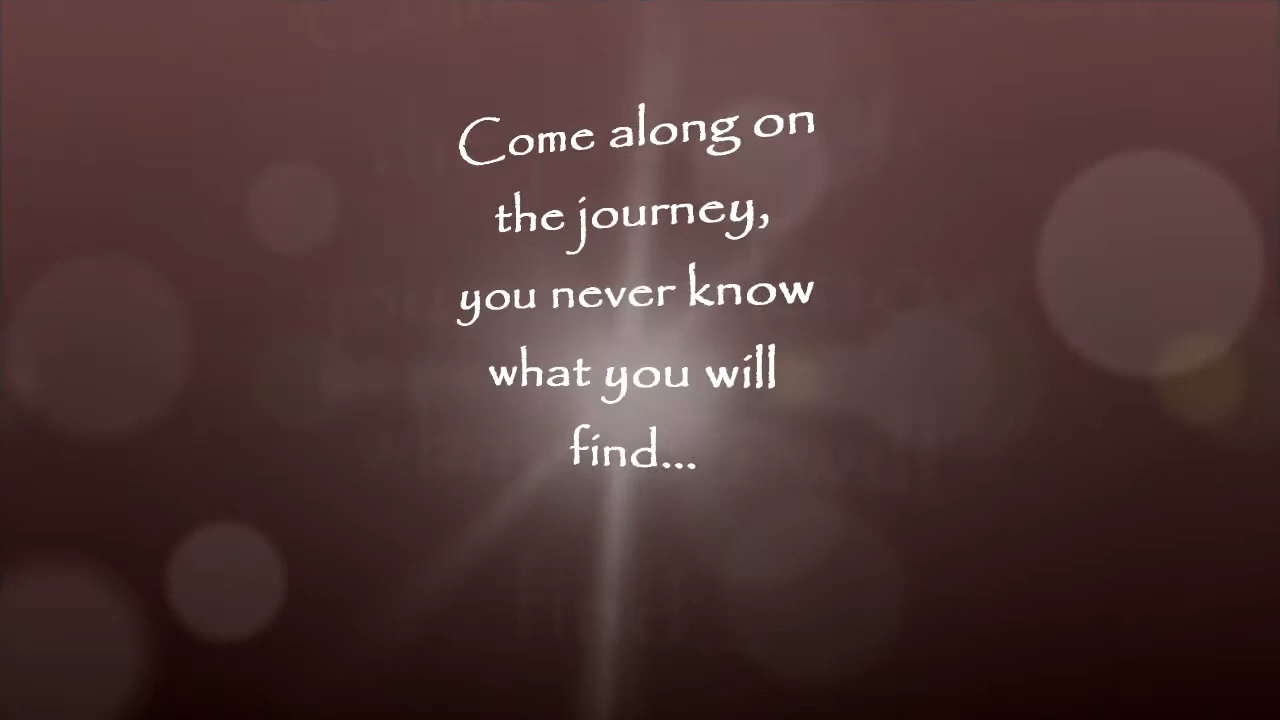 Come along on
the journey,
you never know
what you will
find...